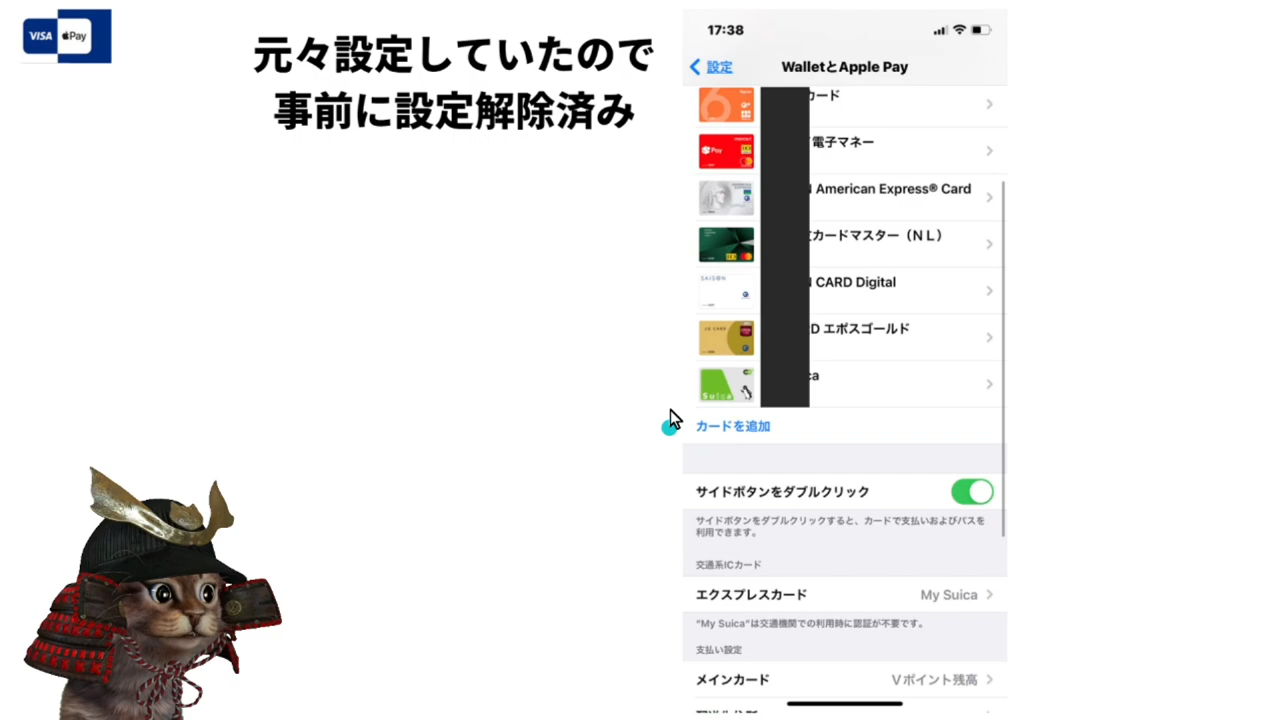 VISA Pay
元々設定していたので
事前に設定解除済み
17:38
設定
WalletとApple Pay
カード
電子マネー
Pay
American Express® Card
カードマスター（ＮＬ）
CARD Digital
SAISON
D エポスゴールド
ca
Suica
カードを追加
サイドボタンをダブルクリック
サイドボタンをダブルクリックすると、カードで支払いおよびパスを
利用できます。
交通系ICカード
エクスプレスカード
My Suica
"My Suica"は交通機関での利用時に認証が不要です。
支払い設定
メインカード
Vポイント残高